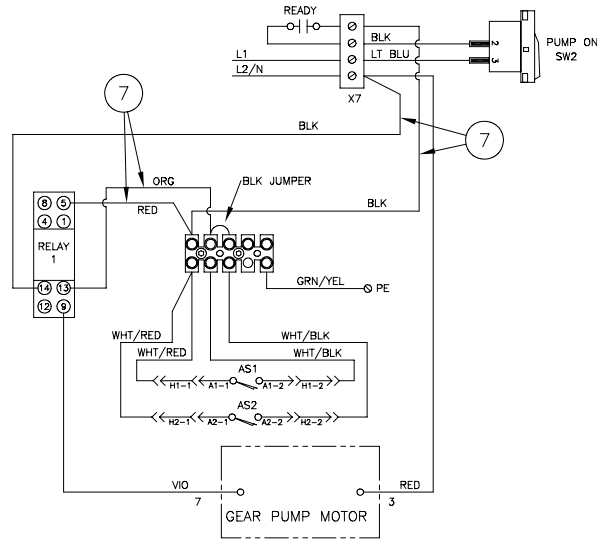 READY
BLK
PUMP ON
SW2
2
3
L1
LT BLU
L2/N
X7
7
BLK
7
ORG
BLK JUMPER
RED
BLK
8 5
4 1
RELAY
1
14 13
12 9
GRN/YEL
PE
WHT/RED
WHT/BLK
WHT/RED
WHT/BLK
AS1
H1-1 A1-1 A1-2 H1-2
AS2
H2-1 A2-1 A2-2 H2-2
VIO
RED
7
3
GEAR PUMP MOTOR